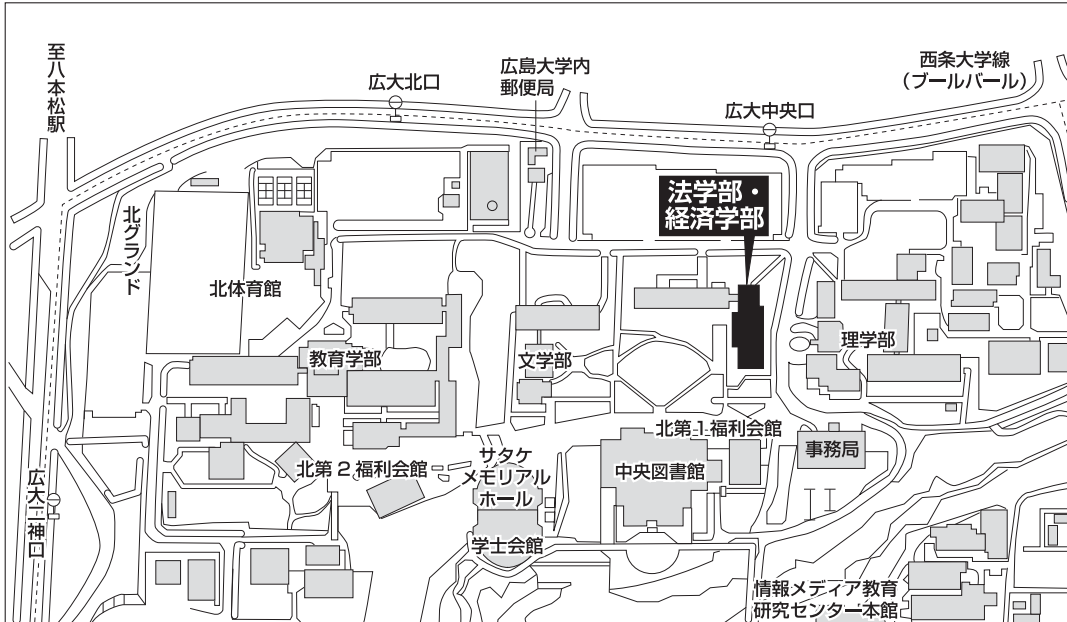 至八本松駅
広大北口
広島大学内
郵便局
広大中央口
西条大学線
（ブールバール）
法学部・
経済学部
北グランド
北体育館
教育学部
文学部
理学部
北第1福利会館
事務局
北第2福利会館
サタケ
メモリアル
ホール
中央図書館
広大二神口
学士会館
情報メディア教育
研究センター本館